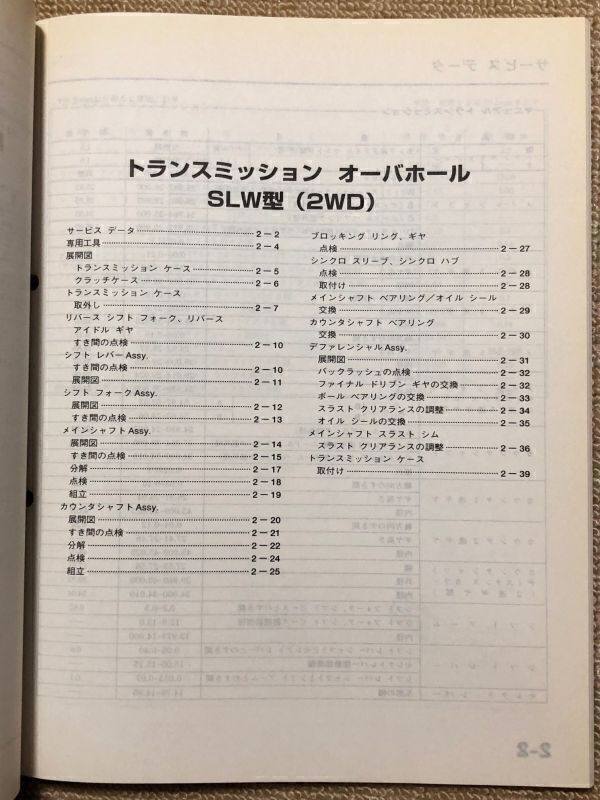 トランスミッション オーバホール
SLW型（2WD）
サービス データ 2－2
専用工具 2－4
展開図
トランスミッション ケース 2－5
クラッチケース 2－6
トランスミッション ケース
取外し 2－7
リバース シフト フォーク、リバース
アイドル ギヤ
すき間の点検 2－10
シフト レバーAssy.
すき間の点検 2－10
展開図 2－11
シフト フォークAssy.
展開図 2－12
すき間の点検 2－13
メインシャフトAssy.
展開図 2－14
すき間の点検 2－15
分解 2－17
点検 2－18
組立 2－19
カウンタシャフトAssy.
展開図 2－20
すき間の点検 2－21
分解 2－22
点検 2－24
組立 2－25
ブロッキング リング、ギヤ
点検 2－27
シンクロ スリーブ、シンクロ ハブ
点検 2－28
取付け 2－28
メインシャフト ベアリング／オイル シール
交換 2－29
カウンタシャフト ベアリング
交換 2－30
デファレンシャルAssy.
展開図 2－31
バックラッシュの点検 2－32
ファイナル ドリブン ギヤの交換 2－32
ボール ベアリングの交換 2－33
スラスト クリアランスの調整 2－34
オイル シールの交換 2－35
メインシャフト スラスト シム
スラスト クリアランスの調整 2－36
トランスミッション ケース
取付け 2－39